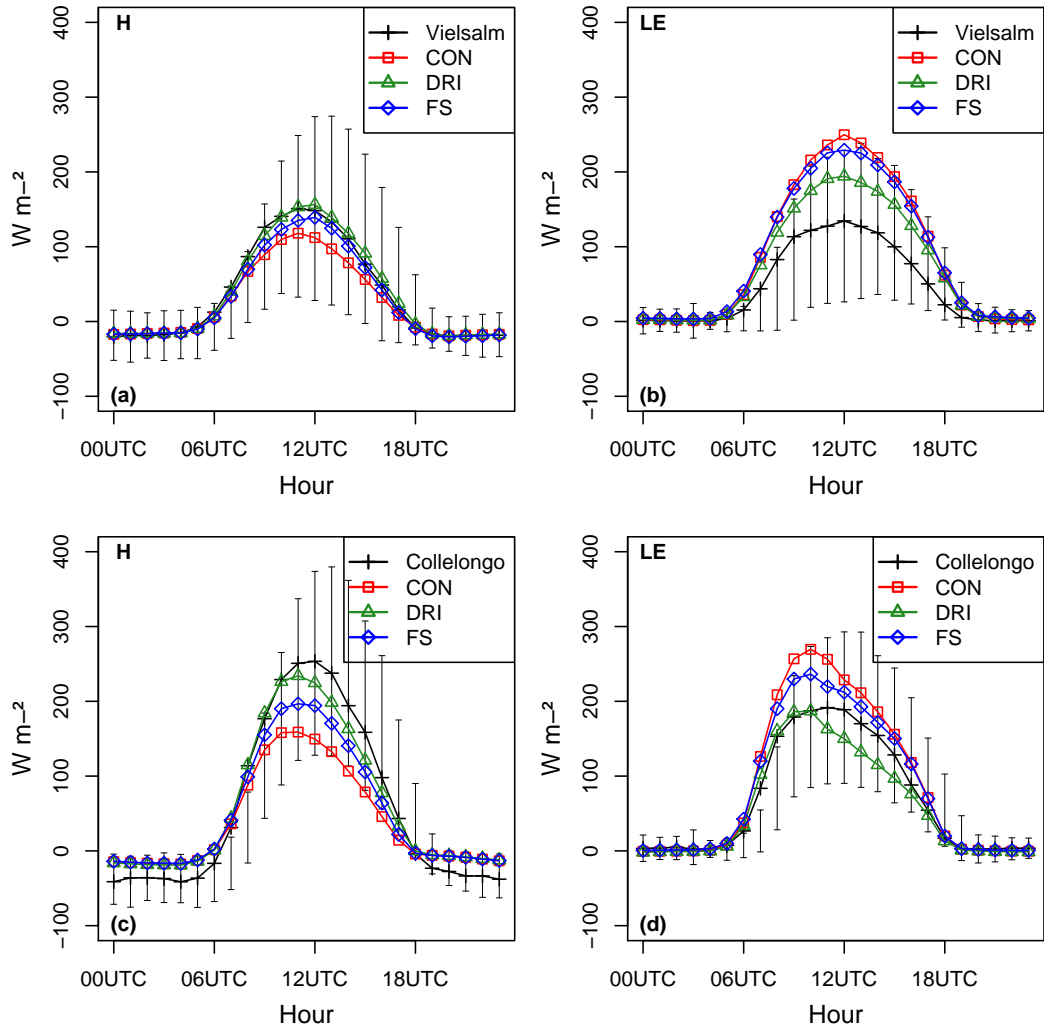 H
Vielsalm
CON
DRI
FS
400
300
200
100
0
−100
W m−²
(a)
00UTC 06UTC 12UTC 18UTC
Hour
LE
Vielsalm
CON
DRI
FS
400
300
200
100
0
−100
W m−²
(b)
00UTC 06UTC 12UTC 18UTC
Hour
H
Collelongo
CON
DRI
FS
400
300
200
100
0
−100
W m−²
(c)
00UTC 06UTC 12UTC 18UTC
Hour
LE
Collelongo
CON
DRI
FS
400
300
200
100
0
−100
W m−²
(d)
00UTC 06UTC 12UTC 18UTC
Hour